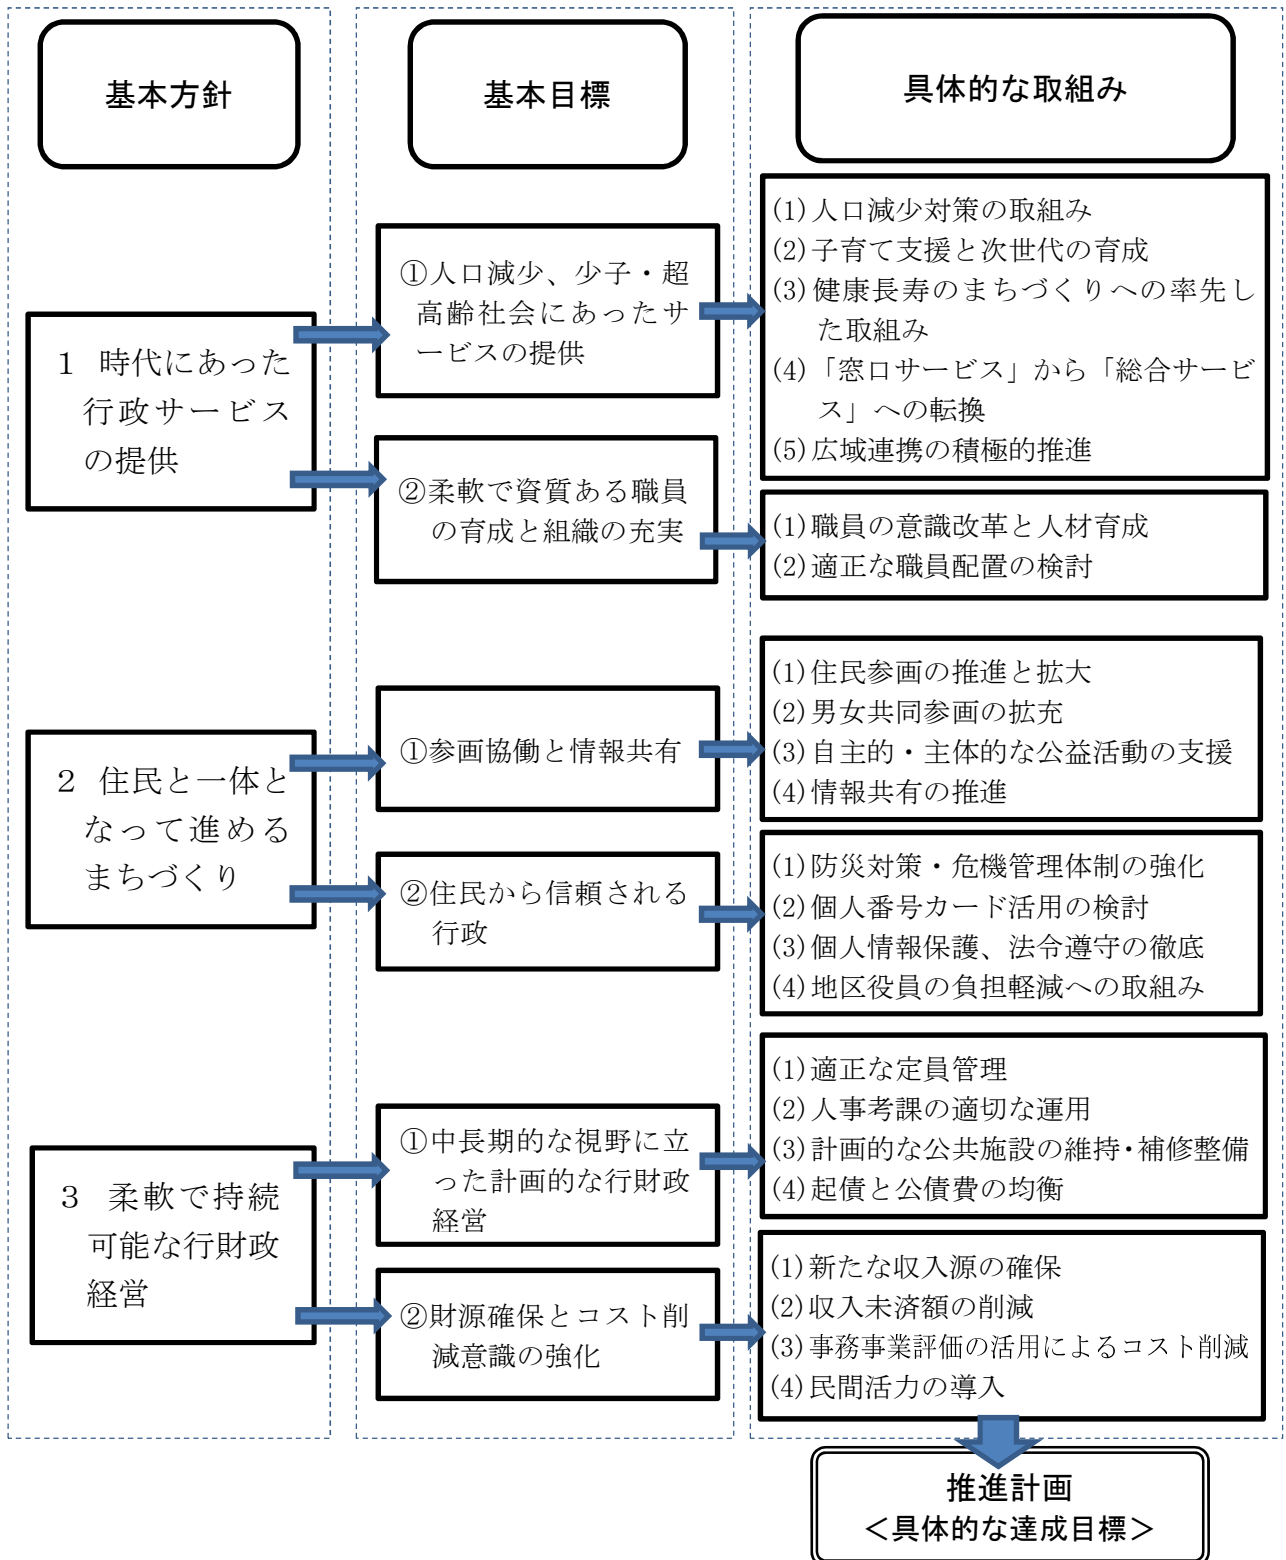 基本方針
基本目標
具体的な取組み
1 時代にあった
行政サービス
の提供
①人口減少、少子・超
高齢社会にあったサ
ービスの提供
(1)人口減少対策の取組み
(2)子育て支援と次世代の育成
(3)健康長寿のまちづくりへの率先し
た取組み
(4)「窓口サービス」から「総合サービ
ス」への転換
(5)広域連携の積極的推進
②柔軟で資質ある職員
の育成と組織の充実
(1)職員の意識改革と人材育成
(2)適正な職員配置の検討
2 住民と一体と
なって進める
まちづくり
①参画協働と情報共有
(1)住民参画の推進と拡大
(2)男女共同参画の拡充
(3)自主的・主体的な公益活動の支援
(4)情報共有の推進
②住民から信頼される
行政
(1)防災対策・危機管理体制の強化
(2)個人番号カード活用の検討
(3)個人情報保護、法令遵守の徹底
(4)地区役員の負担軽減への取組み
3 柔軟で持続
可能な行財政
経営
①中長期的な視野に立
った計画的な行財政
経営
(1)適正な定員管理
(2)人事考課の適切な運用
(3)計画的な公共施設の維持・補修整備
(4)起債と公債費の均衡
②財源確保とコスト削
減意識の強化
(1)新たな収入源の確保
(2)収入未済額の削減
(3)事務事業評価の活用によるコスト削減
(4)民間活力の導入
推進計画
＜具体的な達成目標＞